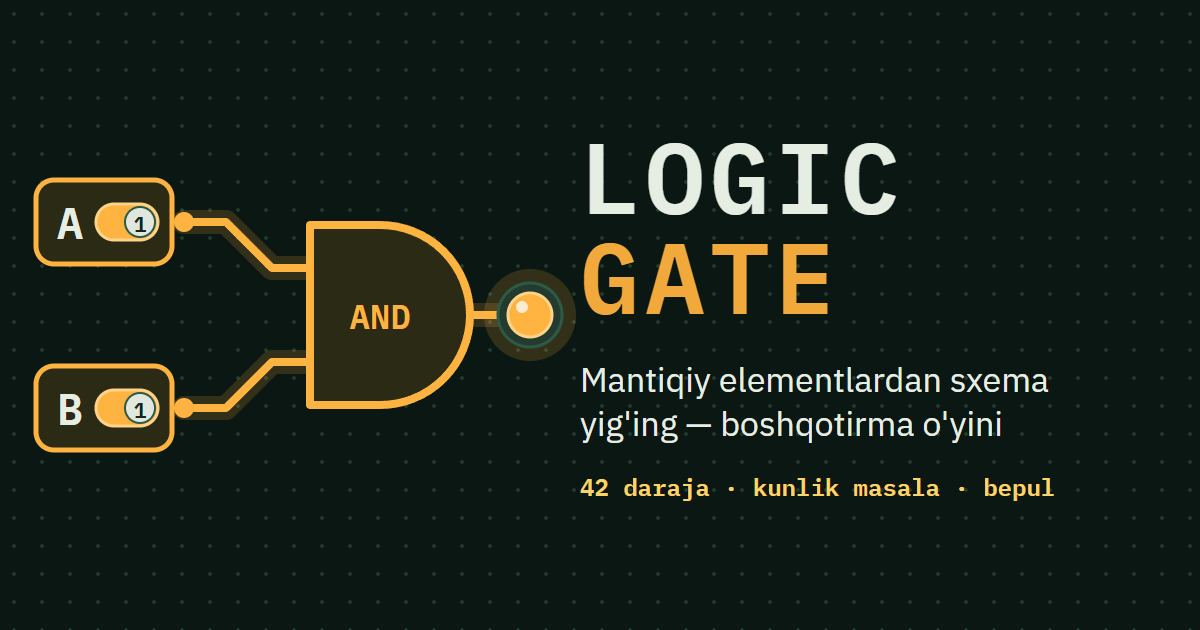 A 1
B 1
AND
LOGIC
GATE
Mantiqiy elementlardan sxema
yig'ing — boshqotirma o'yini
42 daraja · kunlik masala · bepul